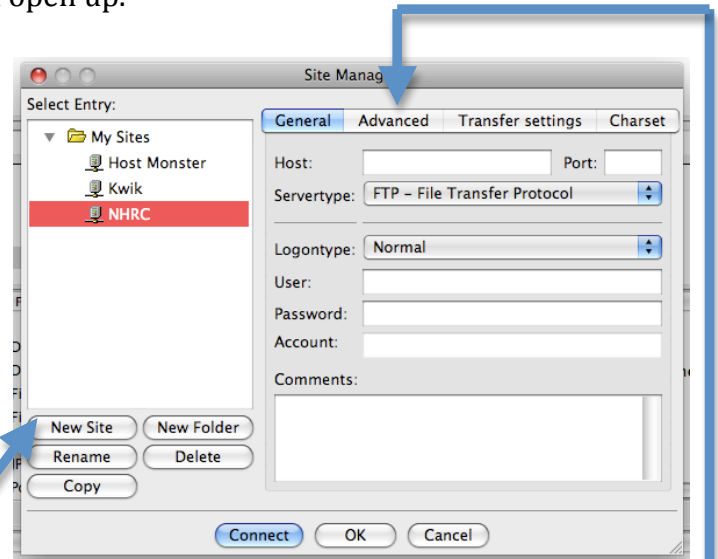 open up.
Site Manag
Select Entry:
My Sites
Host Monster
Kwik
NHRC
New Site
New Folder
Rename
Delete
Copy
General Advanced Transfer settings Charset
Host: Port:
Servertype: FTP – File Transfer Protocol
Logontype: Normal
User:
Password:
Account:
Comments:
Connect OK Cancel